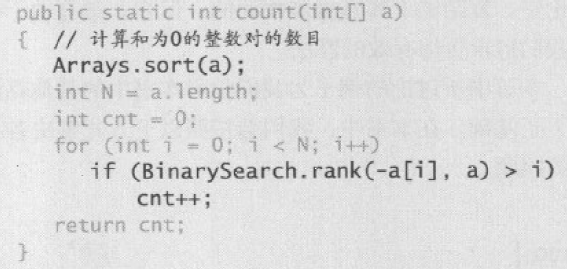 public static int count(int[] a)
{ // 计算和为0的整数对的数目
Arrays.sort(a);
int N = a.length;
int cnt = 0;
for (int i = 0; i < N; i++)
if (BinarySearch.rank(-a[i], a) > i)
cnt++;
return cnt;
}